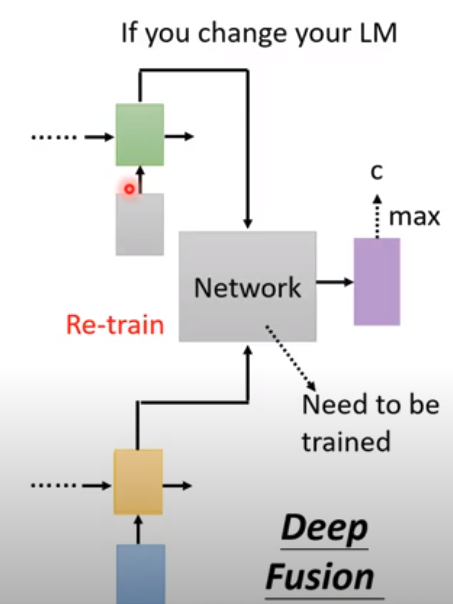 If you change your LM
c
max
Network
Re-train
Need to be
trained
Deep
Fusion